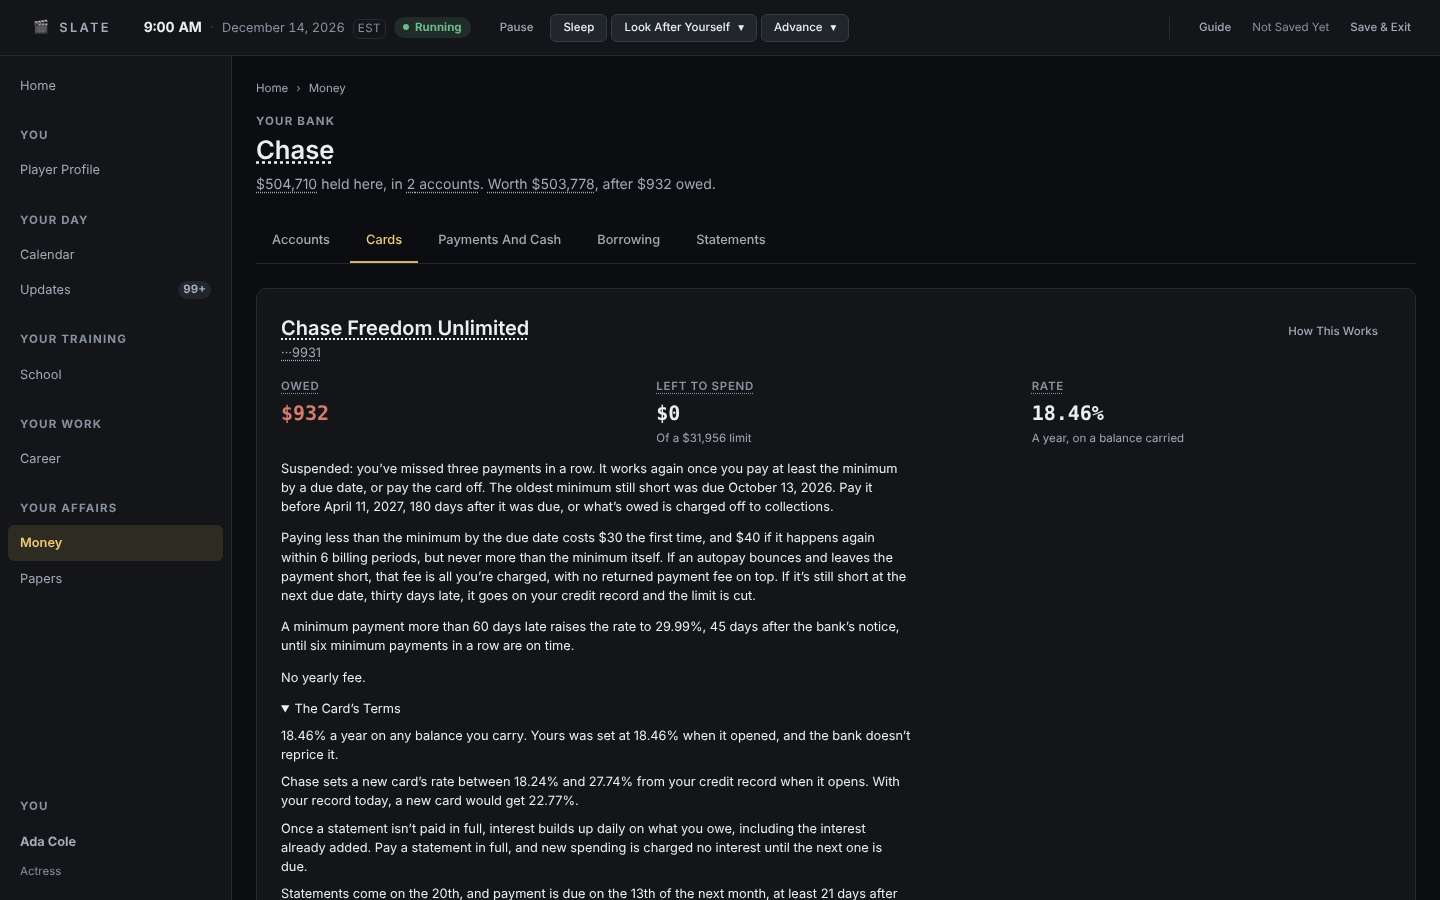 SLATE
9:00 AM · December 14, 2026 EST Running Pause Sleep Look After Yourself ▾ Advance ▾ Guide Not Saved Yet Save & Exit
Home
YOU
Player Profile
YOUR DAY
Calendar
Updates 99+
YOUR TRAINING
School
YOUR WORK
Career
YOUR AFFAIRS
Money
Papers
YOU
Ada Cole
Actress
Home › Money
YOUR BANK
Chase
$504,710 held here, in 2 accounts. Worth $503,778, after $932 owed.
Accounts Cards Payments And Cash Borrowing Statements
Chase Freedom Unlimited
How This Works
···9931
OWED LEFT TO SPEND RATE
$932 $0 18.46%
Of a $31,956 limit A year, on a balance carried
Suspended: you’ve missed three payments in a row. It works again once you pay at least the minimum
by a due date, or pay the card off. The oldest minimum still short was due October 13, 2026. Pay it
before April 11, 2027, 180 days after it was due, or what’s owed is charged off to collections.
Paying less than the minimum by the due date costs $30 the first time, and $40 if it happens again
within 6 billing periods, but never more than the minimum itself. If an autopay bounces and leaves the
payment short, that fee is all you’re charged, with no returned payment fee on top. If it’s still short at the
next due date, thirty days late, it goes on your credit record and the limit is cut.
A minimum payment more than 60 days late raises the rate to 29.99%, 45 days after the bank’s notice,
until six minimum payments in a row are on time.
No yearly fee.
▼ The Card’s Terms
18.46% a year on any balance you carry. Yours was set at 18.46% when it opened, and the bank doesn’t
reprice it.
Chase sets a new card’s rate between 18.24% and 27.74% from your credit record when it opens. With
your record today, a new card would get 22.77%.
Once a statement isn’t paid in full, interest builds up daily on what you owe, including the interest
already added. Pay a statement in full, and new spending is charged no interest until the next one is
due.
Statements come on the 20th, and payment is due on the 13th of the next month, at least 21 days after